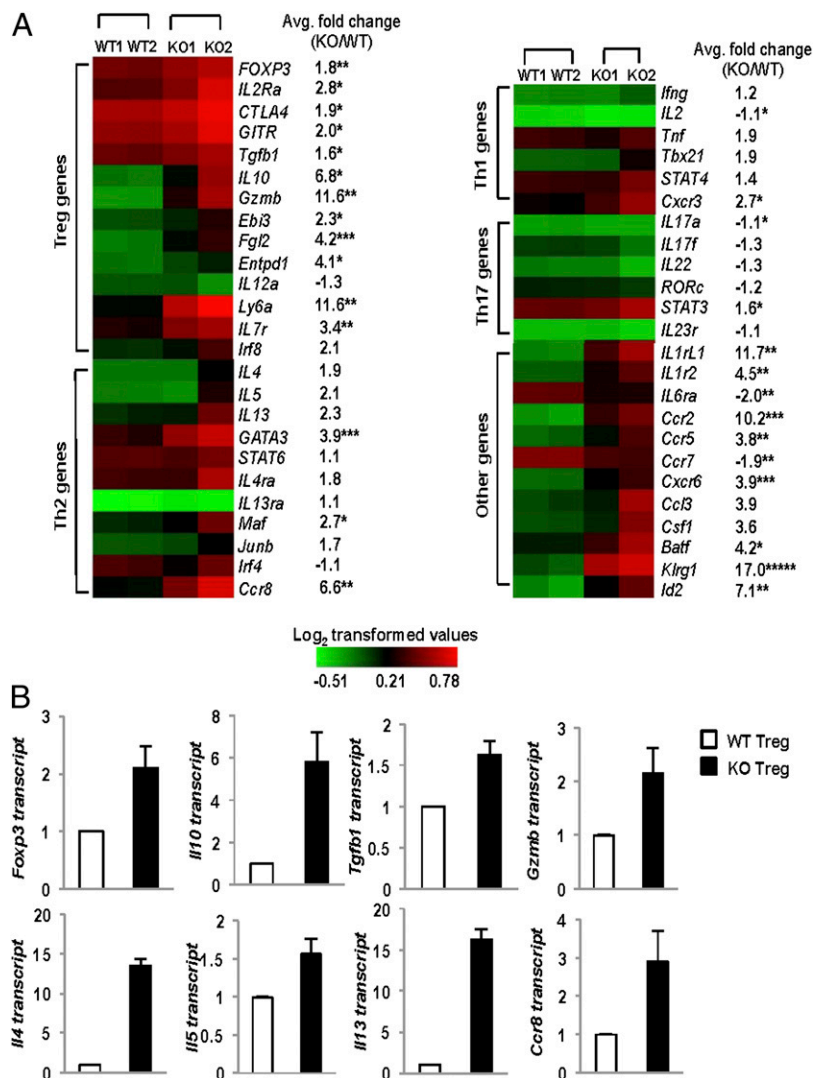 A
Avg. fold change
(KO/WT)
WT1 WT2 KO1 KO2
Treg genes
FOXP3 1.8**
IL2Ra 2.8*
CTLA4 1.9*
GITR 2.0*
Tgfb1 1.6*
IL10 6.8*
Gzmb 11.6**
Ebi3 2.3*
Fgl2 4.2***
Entpd1 4.1*
IL12a -1.3
Ly6a 11.6**
IL7r 3.4**
Irf8 2.1
Th2 genes
IL4 1.9
IL5 2.1
IL13 2.3
GATA3 3.9***
STAT6 1.1
IL4ra 1.8
IL13ra 1.1
Maf 2.7*
Junb 1.7
Irf4 -1.1
Ccr8 6.6**
Avg. fold change
(KO/WT)
WT1 WT2 KO1 KO2
Th1 genes
Ifng 1.2
IL2 -1.1*
Tnf 1.9
Tbx21 1.9
STAT4 1.4
Cxcr3 2.7*
Th17 genes
IL17a -1.1*
IL17f -1.3
IL22 -1.3
RORc -1.2
STAT3 1.6*
IL23r -1.1
Other genes
IL1rL1 11.7**
IL1r2 4.5**
IL6ra -2.0**
Ccr2 10.2***
Ccr5 3.8**
Ccr7 -1.9**
Cxcr6 3.9***
Ccl3 3.9
Csf1 3.6
Batf 4.2*
Klrg1 17.0*****
Id2 7.1**
Log2 transformed values
-0.51 0.21 0.78
B
Foxp3 transcript
3
2
1
0
Il10 transcript
8
6
4
2
0
Tgfb1 transcript
2
1.5
1
0.5
0
Gzmb transcript
3
2
1
0
WT Treg
KO Treg
Il4 transcript
20
15
10
5
0
Il5 transcript
2
1.5
1
0.5
0
Il13 transcript
20
15
10
5
0
Ccr8 transcript
4
3
2
1
0